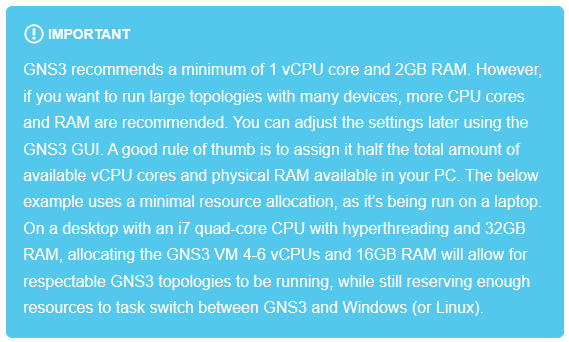 IMPORTANT
GNS3 recommends a minimum of 1 vCPU core and 2GB RAM. However,
if you want to run large topologies with many devices, more CPU cores
and RAM are recommended. You can adjust the settings later using the
GNS3 GUI. A good rule of thumb is to assign it half the total amount of
available vCPU cores and physical RAM available in your PC. The below
example uses a minimal resource allocation, as it’s being run on a laptop.
On a desktop with an i7 quad-core CPU with hyperthreading and 32GB
RAM, allocating the GNS3 VM 4-6 vCPUs and 16GB RAM will allow for
respectable GNS3 topologies to be running, while still reserving enough
resources to task switch between GNS3 and Windows (or Linux).